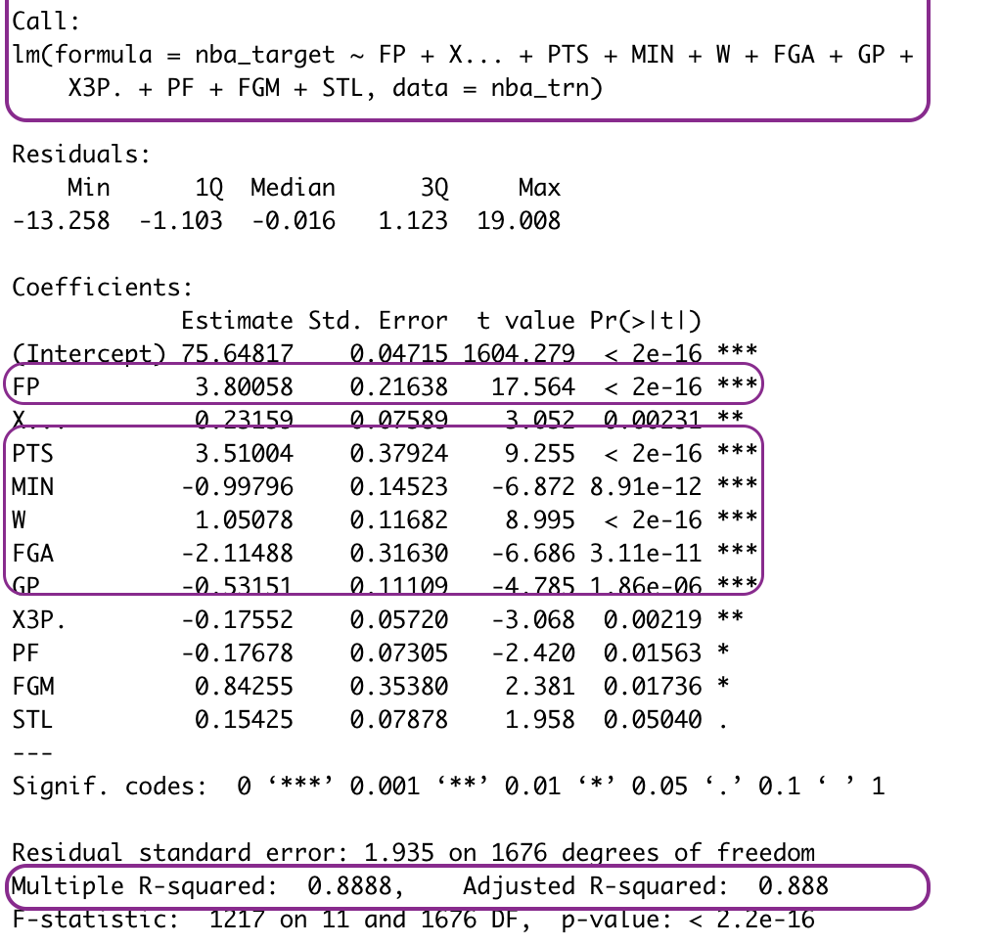 Call:
lm(formula = nba_target ~ FP + X... + PTS + MIN + W + FGA + GP +
    X3P. + PF + FGM + STL, data = nba_trn)
Residuals:
    Min      1Q  Median      3Q     Max
-13.258  -1.103  -0.016   1.123  19.008
Coefficients:
            Estimate Std. Error  t value Pr(>|t|)
(Intercept) 75.64817    0.04715 1604.279  < 2e-16 ***
FP           3.80058    0.21638   17.564  < 2e-16 ***
X...         0.23159    0.07589    3.052  0.00231 **
PTS          3.51004    0.37924    9.255  < 2e-16 ***
MIN         -0.99796    0.14523   -6.872 8.91e-12 ***
W            1.05078    0.11682    8.995  < 2e-16 ***
FGA         -2.11488    0.31630   -6.686 3.11e-11 ***
GP          -0.53151    0.11109   -4.785 1.86e-06 ***
X3P.        -0.17552    0.05720   -3.068  0.00219 **
PF          -0.17678    0.07305   -2.420  0.01563 *
FGM          0.84255    0.35380    2.381  0.01736 *
STL          0.15425    0.07878    1.958  0.05040 .
---
Signif. codes:  0 ‘***’ 0.001 ‘**’ 0.01 ‘*’ 0.05 ‘.’ 0.1 ‘ ’ 1
Residual standard error: 1.935 on 1676 degrees of freedom
Multiple R-squared:  0.8888,    Adjusted R-squared:  0.888
F-statistic:  1217 on 11 and 1676 DF,  p-value: < 2.2e-16